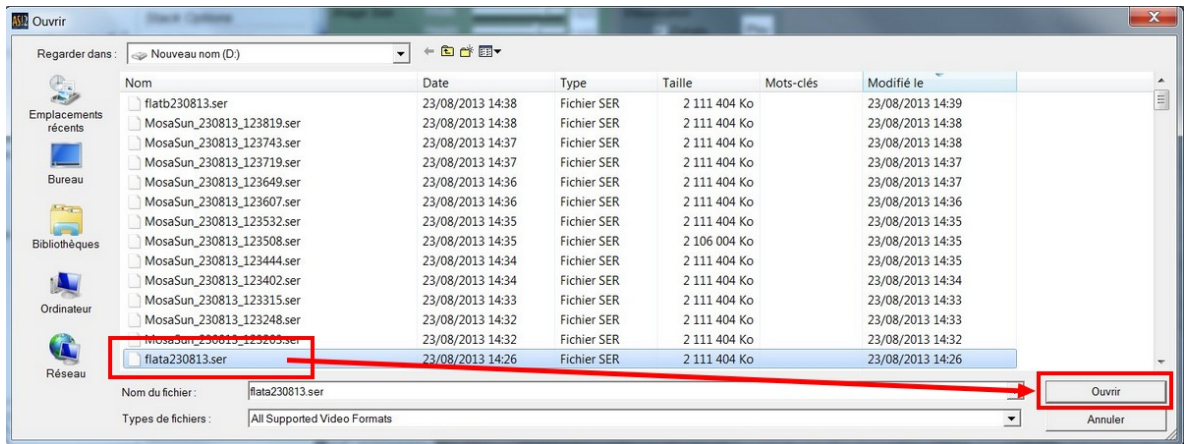 AS!2 Ouvrir X
Regarder dans : Nouveau nom (D:)
Nom Date Type Taille Mots-clés Modifié le
flatb230813.ser 23/08/2013 14:38 Fichier SER 2 111 404 Ko 23/08/2013 14:39
MosaSun_230813_123819.ser 23/08/2013 14:38 Fichier SER 2 111 404 Ko 23/08/2013 14:38
MosaSun_230813_123743.ser 23/08/2013 14:37 Fichier SER 2 111 404 Ko 23/08/2013 14:38
MosaSun_230813_123719.ser 23/08/2013 14:37 Fichier SER 2 111 404 Ko 23/08/2013 14:37
MosaSun_230813_123649.ser 23/08/2013 14:36 Fichier SER 2 111 404 Ko 23/08/2013 14:37
MosaSun_230813_123607.ser 23/08/2013 14:36 Fichier SER 2 111 404 Ko 23/08/2013 14:36
MosaSun_230813_123532.ser 23/08/2013 14:35 Fichier SER 2 111 404 Ko 23/08/2013 14:35
MosaSun_230813_123508.ser 23/08/2013 14:35 Fichier SER 2 106 004 Ko 23/08/2013 14:35
MosaSun_230813_123444.ser 23/08/2013 14:34 Fichier SER 2 111 404 Ko 23/08/2013 14:35
MosaSun_230813_123402.ser 23/08/2013 14:34 Fichier SER 2 111 404 Ko 23/08/2013 14:34
MosaSun_230813_123315.ser 23/08/2013 14:33 Fichier SER 2 111 404 Ko 23/08/2013 14:33
MosaSun_230813_123248.ser 23/08/2013 14:32 Fichier SER 2 111 404 Ko 23/08/2013 14:33
MosaSun_230813_123203.ser 23/08/2013 14:32 Fichier SER 2 111 404 Ko 23/08/2013 14:32
flata230813.ser 23/08/2013 14:26 Fichier SER 2 111 404 Ko 23/08/2013 14:26
Emplacements
récents
Bureau
Bibliothèques
Ordinateur
Réseau
Nom du fichier : flata230813.ser Ouvrir
Types de fichiers : All Supported Video Formats Annuler